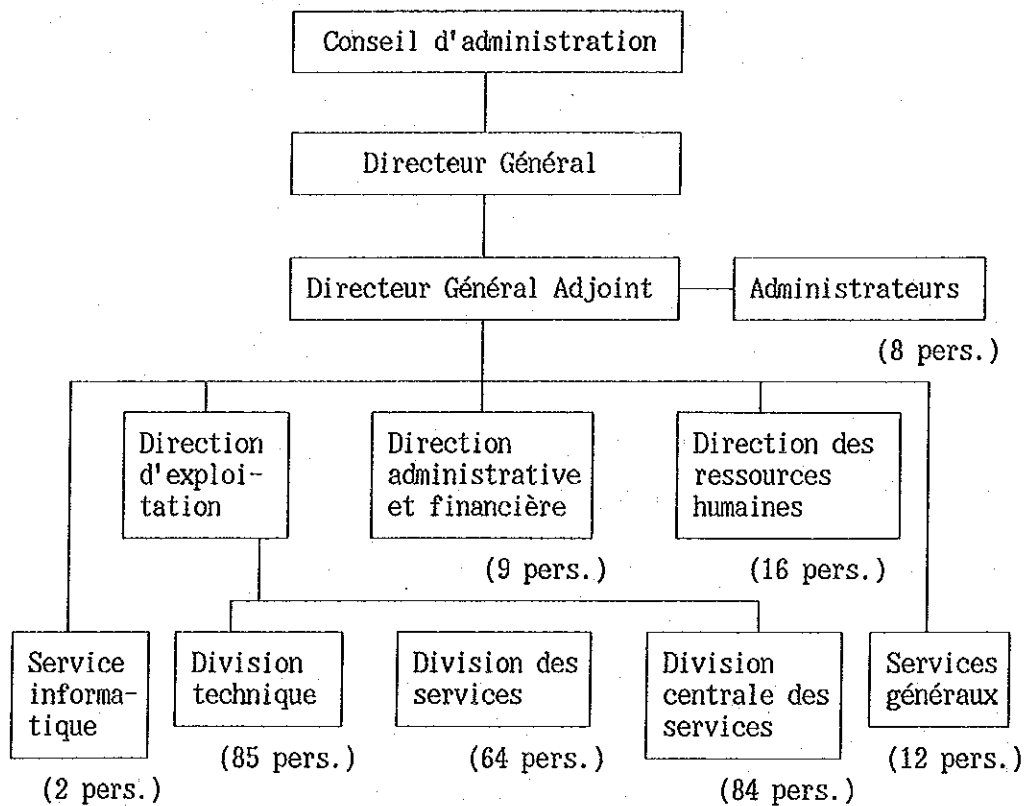 Conseil d'administration
Directeur Général
Directeur Général Adjoint
Administrateurs
(8 pers.)
Direction
d'exploi-
tation
Direction
administrative
et financière
(9 pers.)
Direction des
ressources
humaines
(16 pers.)
Service
informa-
tique
(2 pers.)
Division
technique
(85 pers.)
Division des
services
(64 pers.)
Division
centrale des
services
(84 pers.)
Services
généraux
(12 pers.)